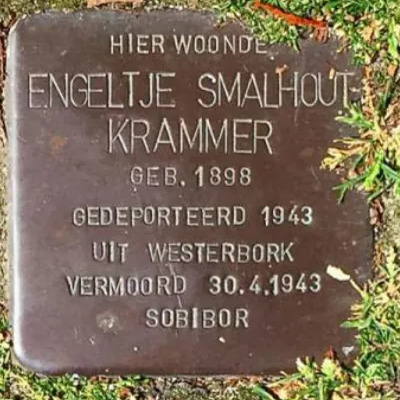 HIER WOONDE
ENGELTJE SMALHOUT-
KRAMMER
GEB. 1898
GEDEPORTEERD 1943
UIT WESTERBORK
VERMOORD 30.4.1943
SOBIBOR